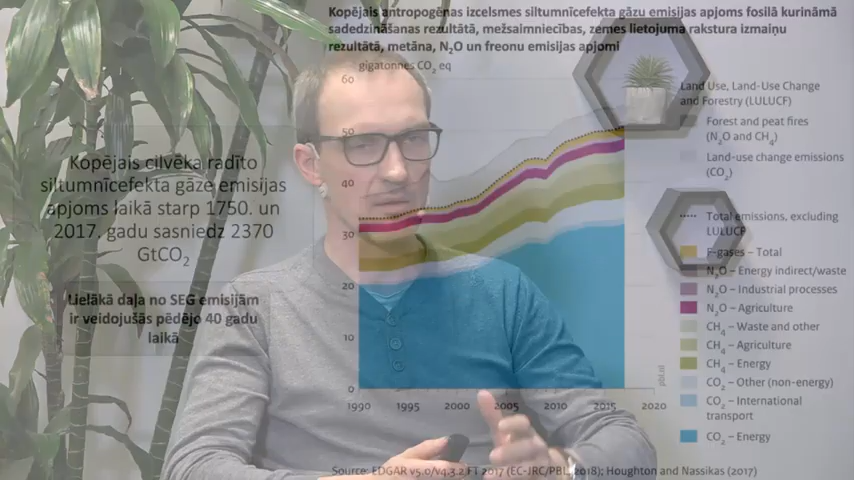 Kopējais antropogēnas izcelsmes siltumnīcefekta gāzu emisijas apjoms fosilā kurināmā
sadedzināšanas rezultātā, mežsaimniecības, zemes lietojuma rakstura izmaiņu
rezultātā, metāna, N₂O un freonu emisijas apjomi
gigatonnes CO₂ eq
60
50
40
30
20
10
0
1990 1995 2000 2005 2010 2015 2020
Kopējais cilvēka radīto
siltumnīcefekta gāze emisijas
apjoms laikā starp 1750. un
2017. gadu sasniedz 2370
GtCO₂
Lielākā daļa no SEG emisijām
ir veidojušās pēdējo 40 gadu
laikā
Land Use, Land-Use Change
and Forestry (LULUCF)
Forest and peat fires
(N₂O and CH₄)
Land-use change emissions
(CO₂)
Total emissions, excluding
LULUCF
F-gases – Total
N₂O – Energy indirect/waste
N₂O – Industrial processes
N₂O – Agriculture
CH₄ – Waste and other
CH₄ – Agriculture
CH₄ – Energy
CO₂ – Other (non-energy)
CO₂ – International
transport
CO₂ – Energy
pbl.nl
Source: EDGAR v5.0/v4.3.2 FT 2017 (EC-JRC/PBL, 2018); Houghton and Nassikas (2017)